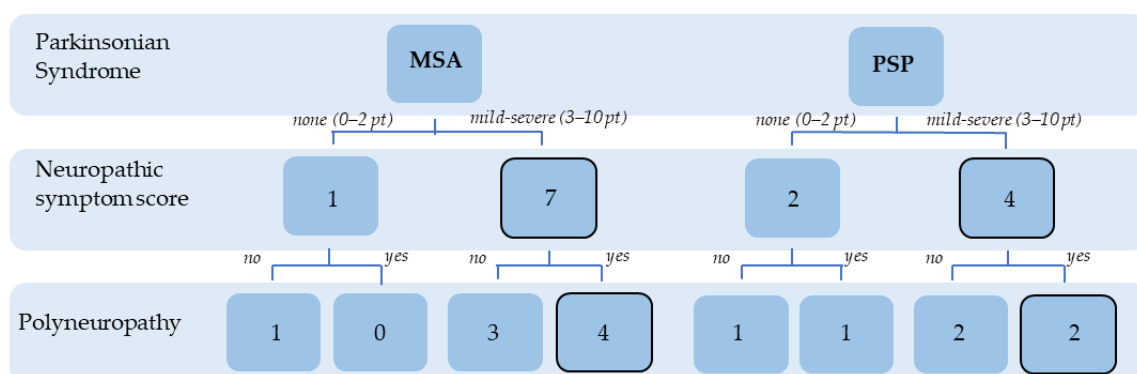 Parkinsonian
Syndrome
MSA
PSP
none (0–2 pt)
mild-severe (3–10 pt)
none (0–2 pt)
mild-severe (3–10 pt)
Neuropathic
symptom score
1
7
2
4
no
yes
no
yes
no
yes
no
yes
Polyneuropathy
1
0
3
4
1
1
2
2